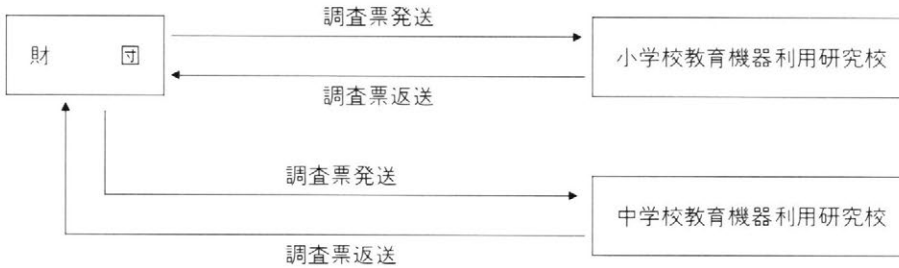 調査票発送
財 団
小学校教育機器利用研究校
調査票返送
調査票発送
中学校教育機器利用研究校
調査票返送